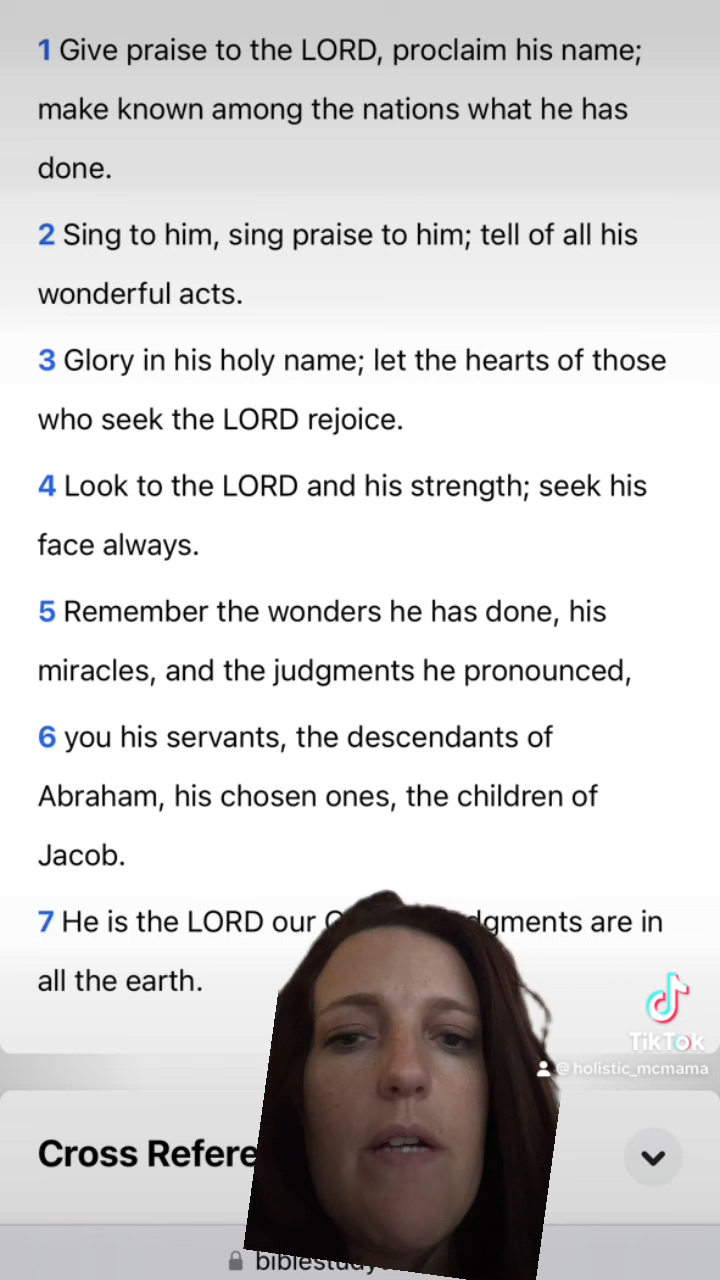 1 Give praise to the LORD, proclaim his name;
make known among the nations what he has
done.
2 Sing to him, sing praise to him; tell of all his
wonderful acts.
3 Glory in his holy name; let the hearts of those
who seek the LORD rejoice.
4 Look to the LORD and his strength; seek his
face always.
5 Remember the wonders he has done, his
miracles, and the judgments he pronounced,
6 you his servants, the descendants of
Abraham, his chosen ones, the children of
Jacob.
7 He is the LORD our are in
all the earth.
TikTok
@holistic_mcmama
Cross